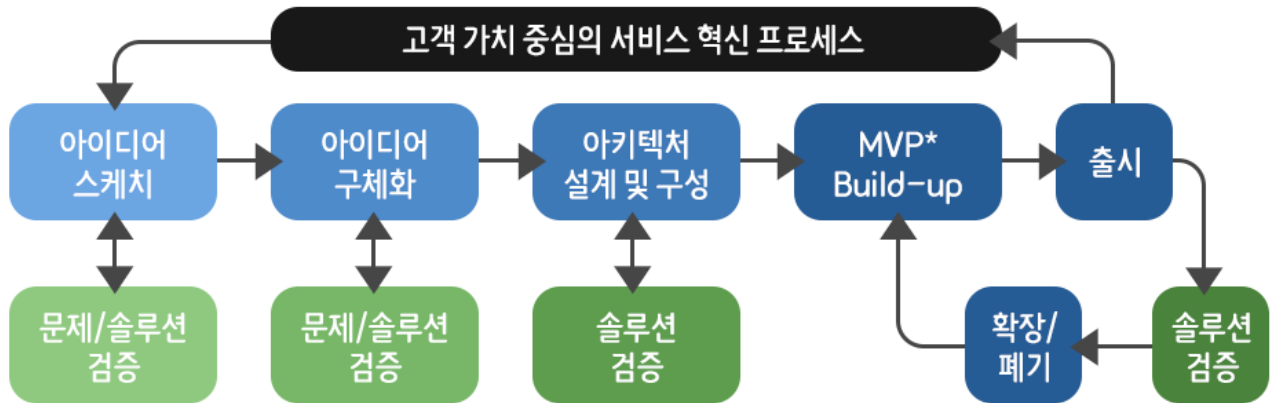 고객 가치 중심의 서비스 혁신 프로세스
아이디어
스케치
아이디어
구체화
아키텍처
설계 및 구성
MVP*
Build-up
출시
문제/솔루션
검증
문제/솔루션
검증
솔루션
검증
확장/
폐기
솔루션
검증